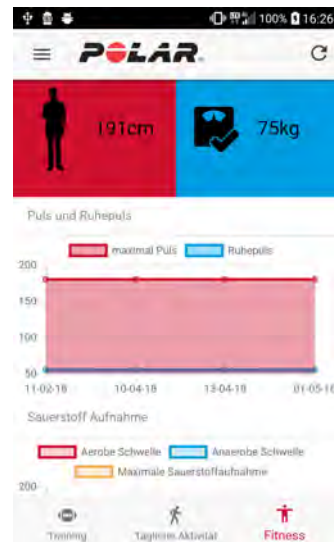 100% 16:26
POLAR
191cm 75kg
Puls und Ruhepuls
maximal Puls Ruhepuls
200
150
100
50
11-02-18 10-04-18 13-04-18 01-05-18
Sauerstoff Aufnahme
Aerobe Schwelle Anaerobe Schwelle
Maximale Sauerstoffaufnahme
200
Training Fitness